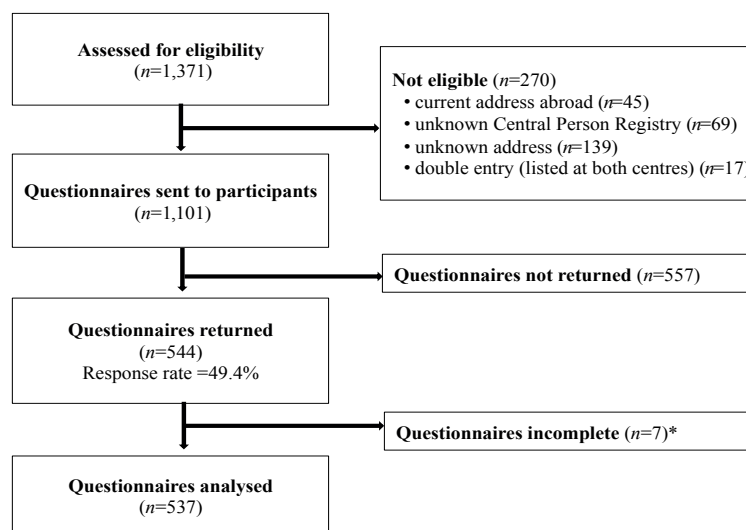 Assessed for eligibility
(n=1,371)
Not eligible (n=270)
• current address abroad (n=45)
• unknown Central Person Registry (n=69)
• unknown address (n=139)
• double entry (listed at both centres) (n=17)
Questionnaires sent to participants
(n=1,101)
Questionnaires not returned (n=557)
Questionnaires returned
(n=544)
Response rate =49.4%
Questionnaires incomplete (n=7)*
Questionnaires analysed
(n=537)